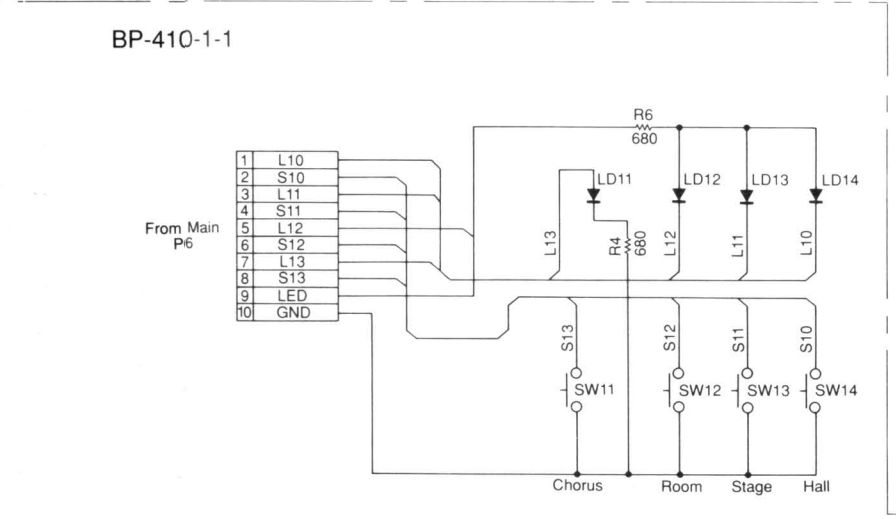 BP-410-1-1
R6
680
1 L10
2 S10
3 L11
4 S11
5 L12
6 S12
7 L13
8 S13
9 LED
10 GND
From Main
P6
LD11
LD12
LD13
LD14
L13
R4
680
L12
L11
L10
S13
S12
S11
S10
SW11
SW12
SW13
SW14
Chorus
Room
Stage
Hall